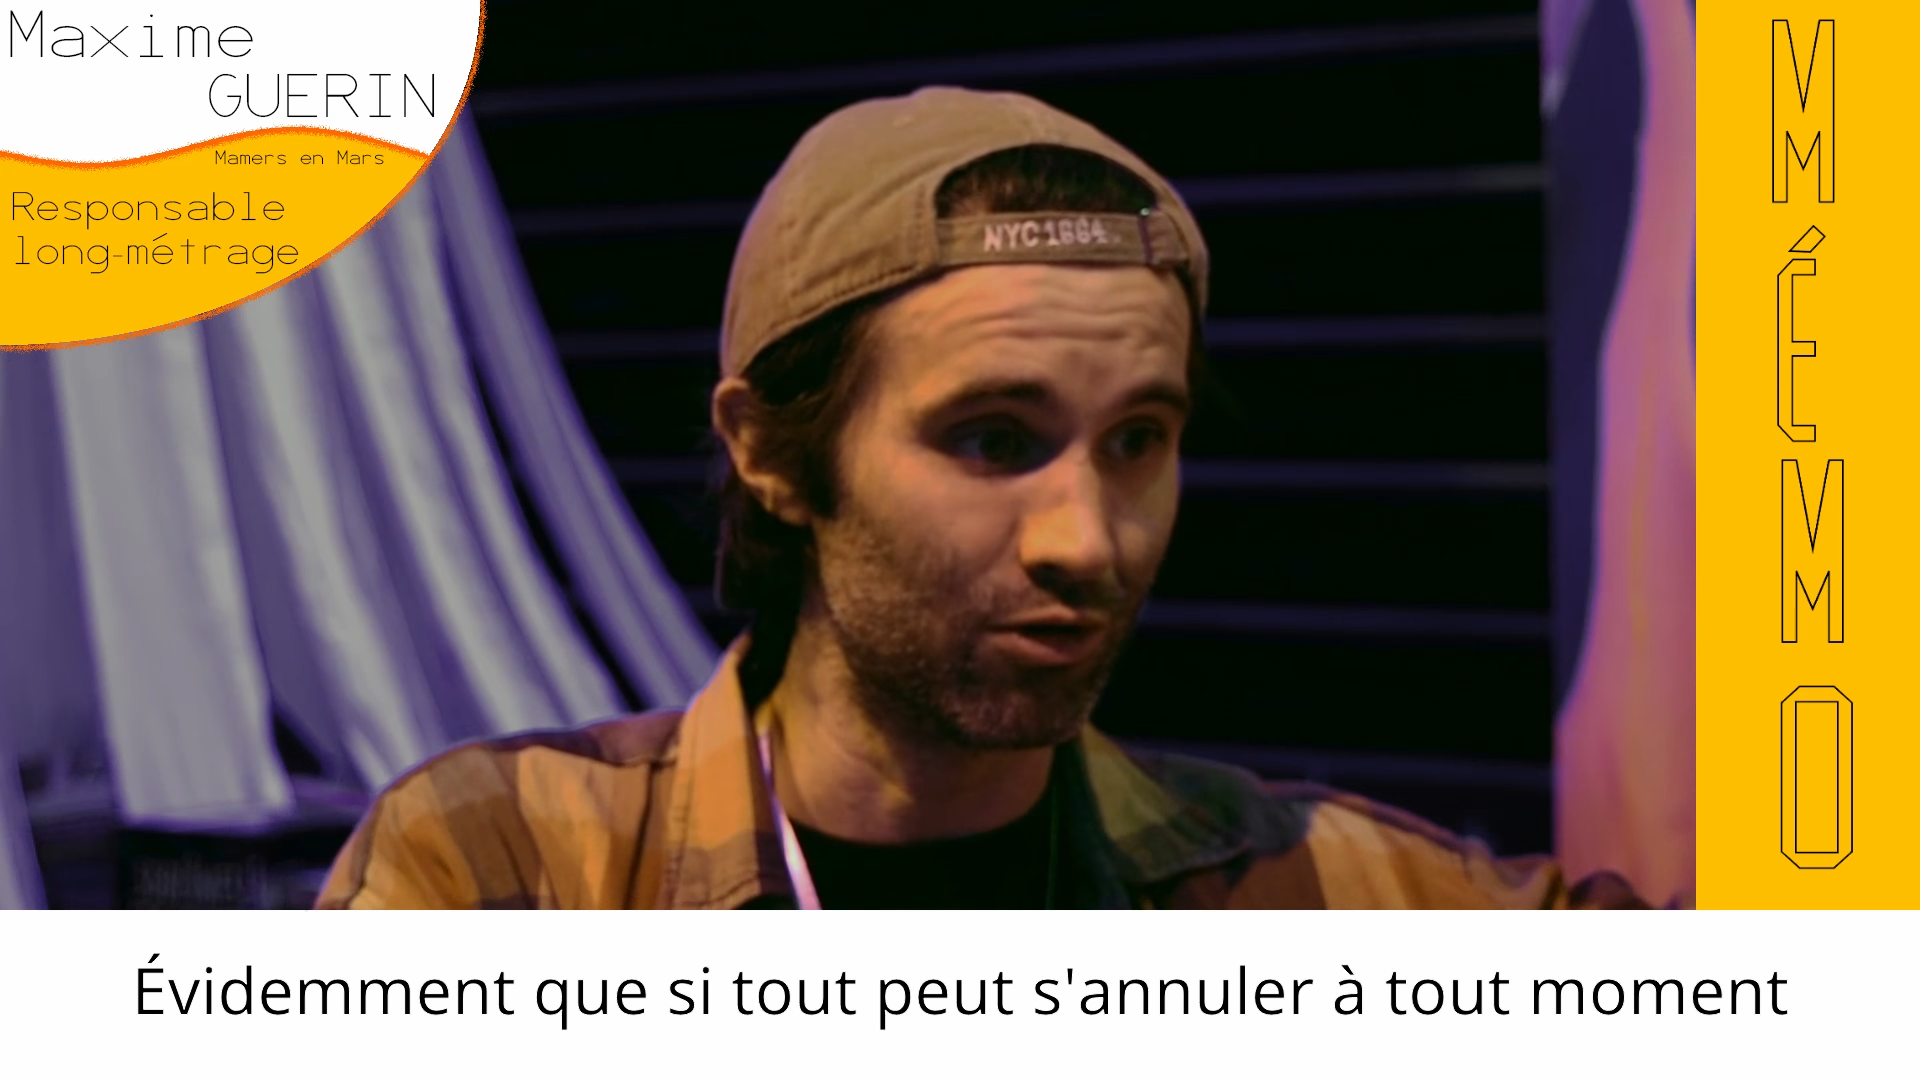 Maxime
GUERIN
Mamers en Mars
Responsable
long-métrage
NYC1664.
MÉMO
Évidemment que si tout peut s'annuler à tout moment